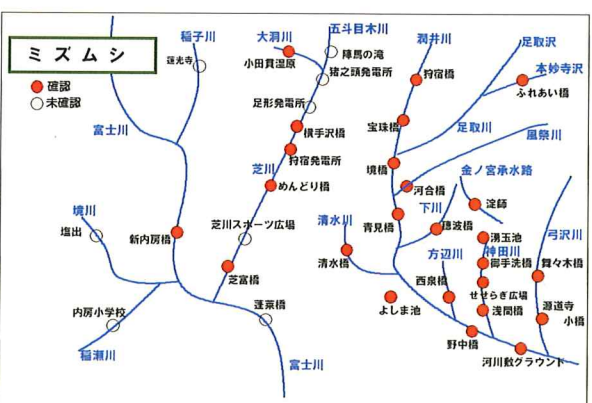 ミズムシ
確認
未確認
稲子川
蓮光寺
大洞川
小田貫湿原
五斗目木川
陣馬の滝
猪之頭発電所
足形発電所
横手沢橋
狩宿発電所
芝川
めんどり橋
芝川スポーツ広場
芝富橋
蓬莱橋
富士川
富士川
境川
塩出
新内房橋
内房小学校
稲瀬川
潤井川
狩宿橋
宝珠橋
境橋
河合橋
青見橋
足取沢
本妙寺沢
ふれあい橋
足取川
風祭川
金ノ宮承水路
淀師
下川
穂波橋
清水川
清水橋
よしま池
方辺川
西泉橋
湧玉池
神田川
御手洗橋
せせらぎ広場
浅間橋
野中橋
弓沢川
舞々木橋
源道寺
小橋
河川敷グラウンド